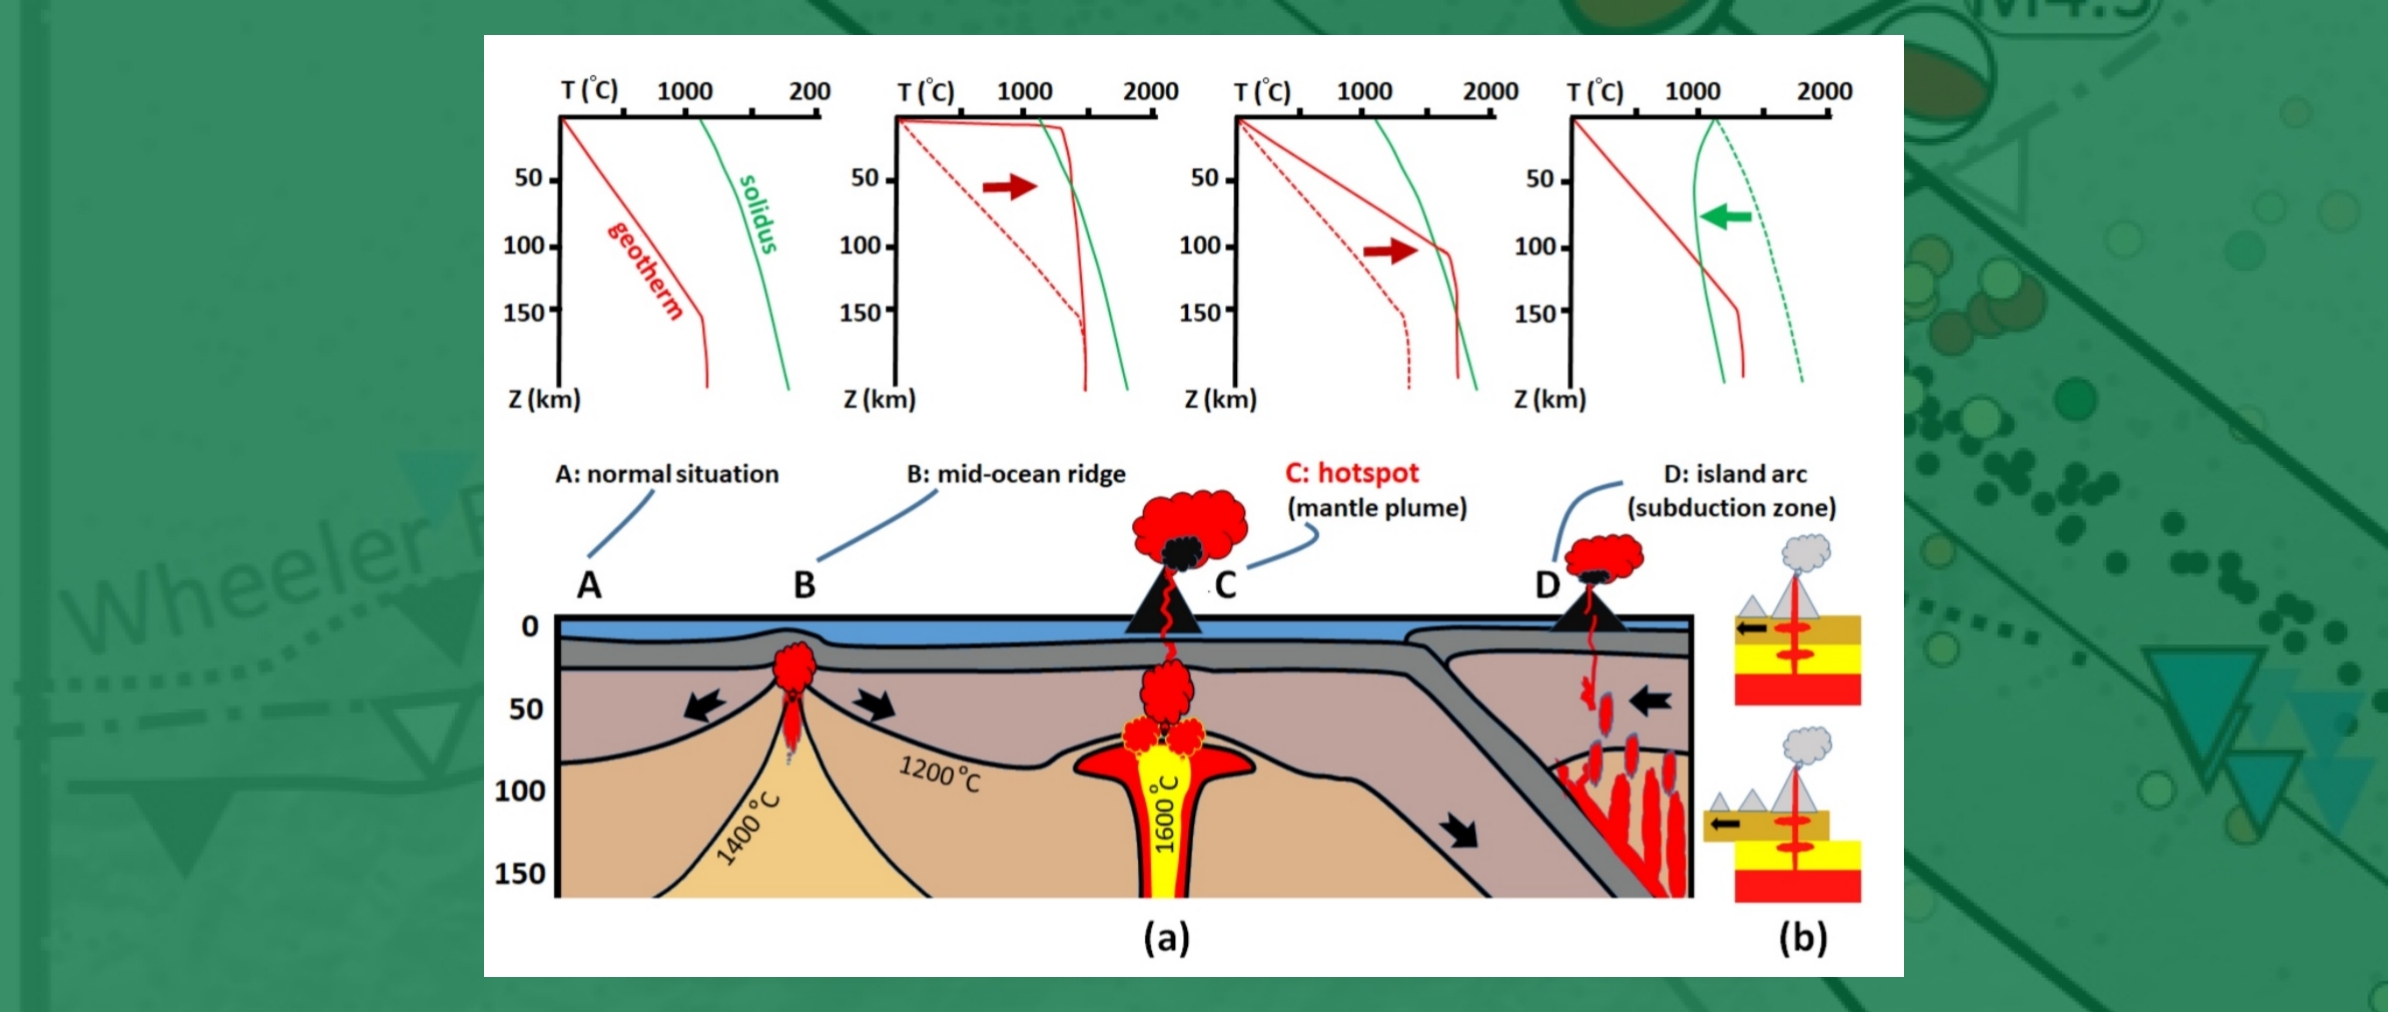 M4.5
Wheeler
T (°C) 1000 200
T (°C) 1000 2000
T (°C) 1000 2000
T (°C) 1000 2000
50
100
150
Z (km)
geotherm
solidus
50
100
150
Z (km)
50
100
150
Z (km)
50
100
150
Z (km)
A: normal situation
B: mid-ocean ridge
C: hotspot
(mantle plume)
D: island arc
(subduction zone)
A
B
C
D
0
50
100
150
1400 °C
1200 °C
1600 °C
(a)
(b)